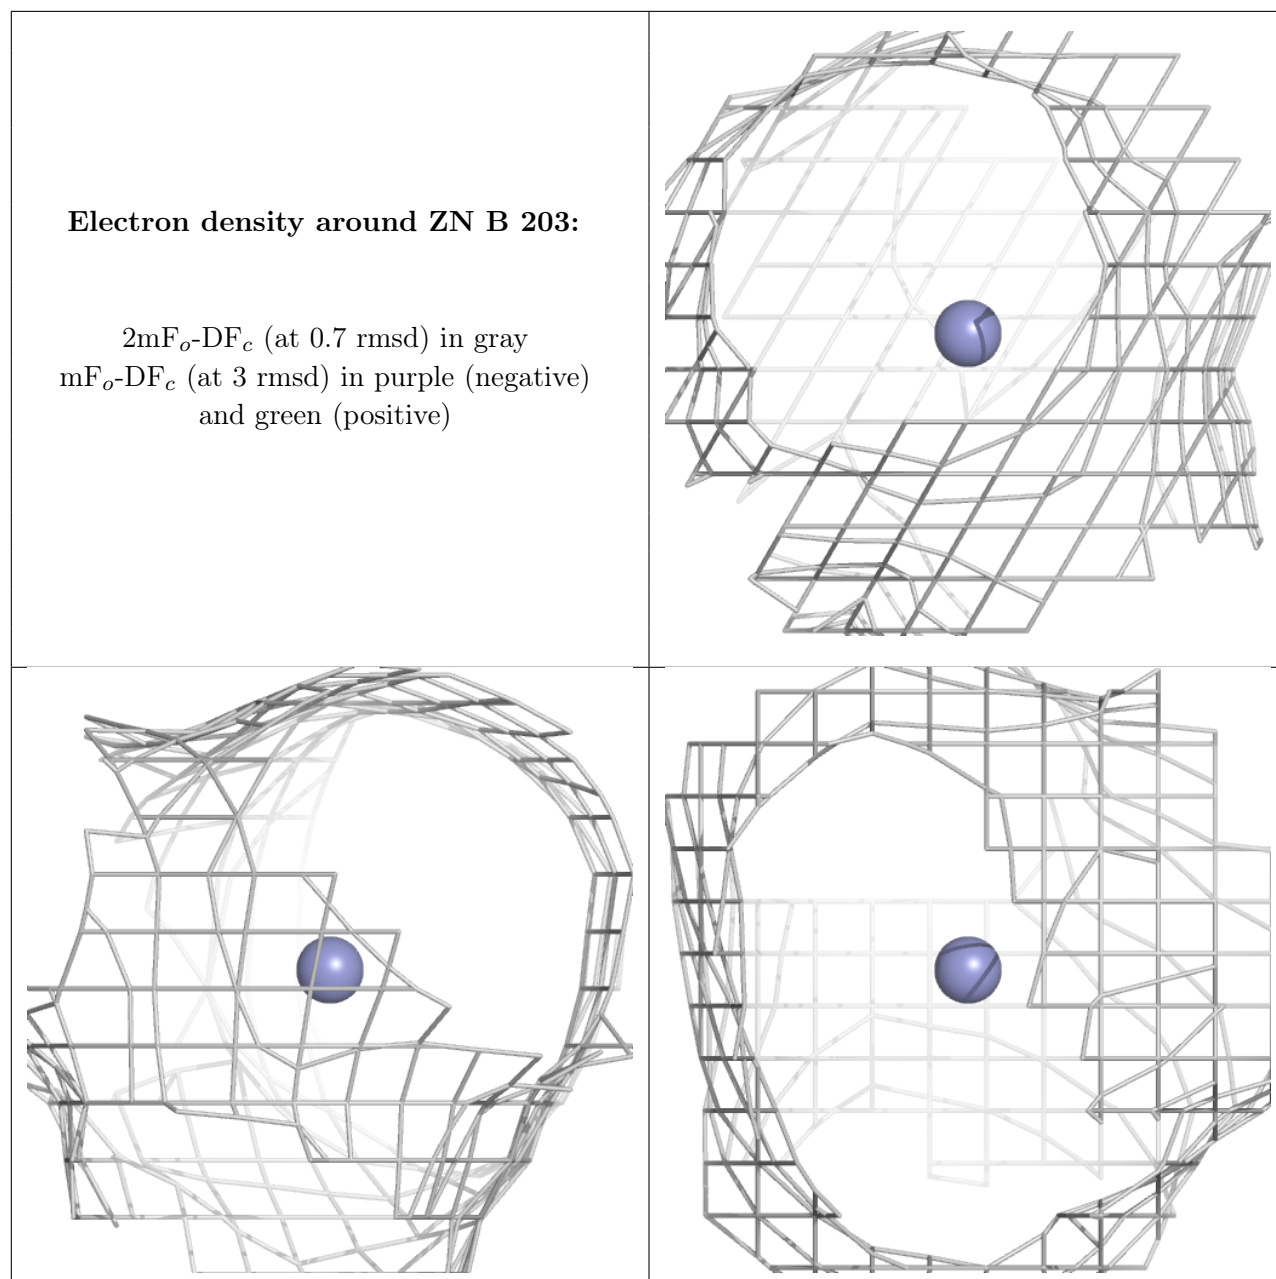 Electron density around ZN B 203:
2mFo-DFc (at 0.7 rmsd) in gray
mFo-DFc (at 3 rmsd) in purple (negative)
and green (positive)